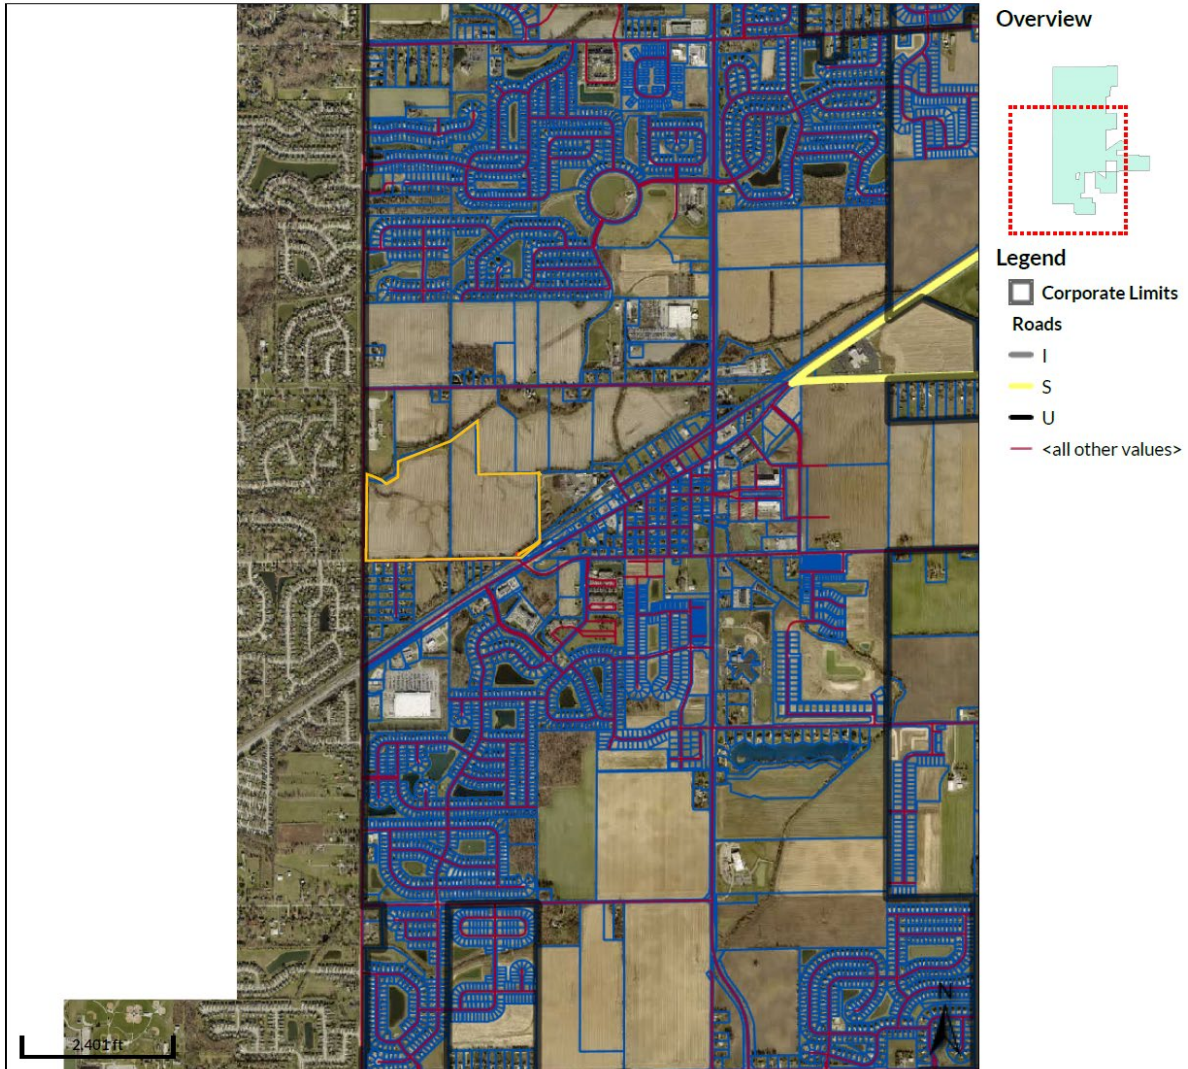 Overview
Legend
Corporate Limits
Roads
I
S
U
<all other values>
N
2,401 ft